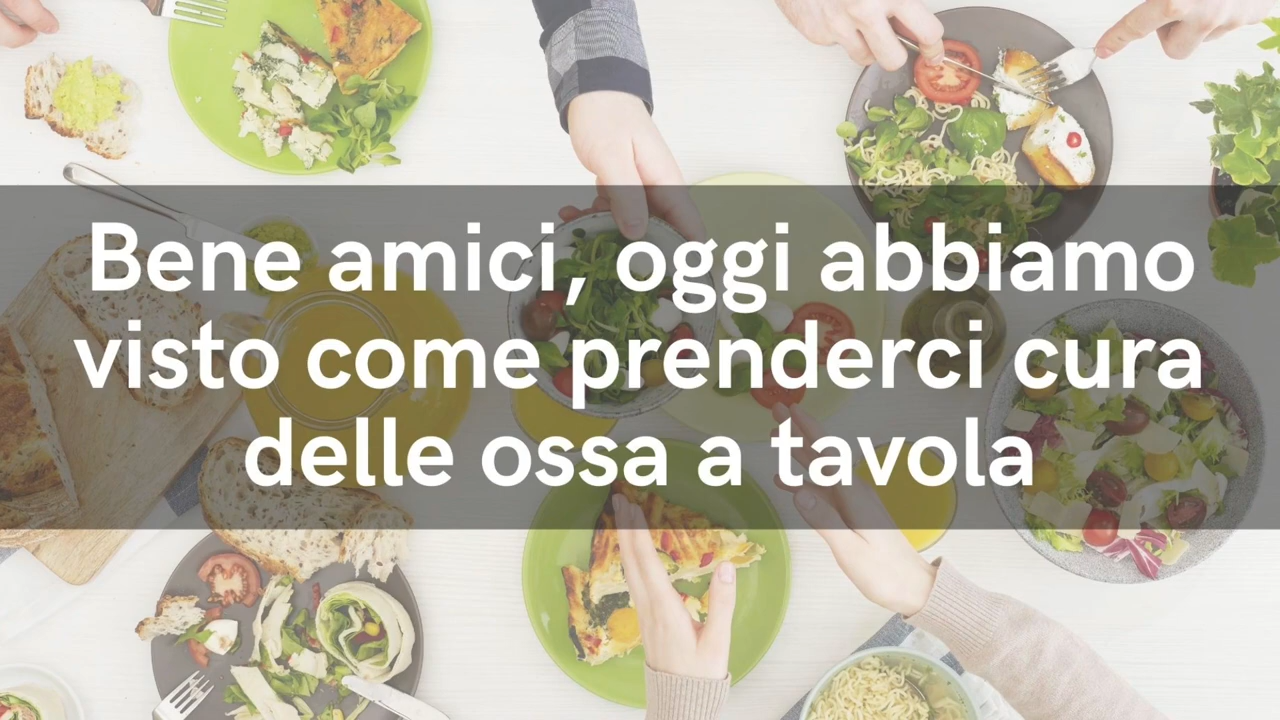 Bene amici, oggi abbiamo
visto come prenderci cura
delle ossa a tavola